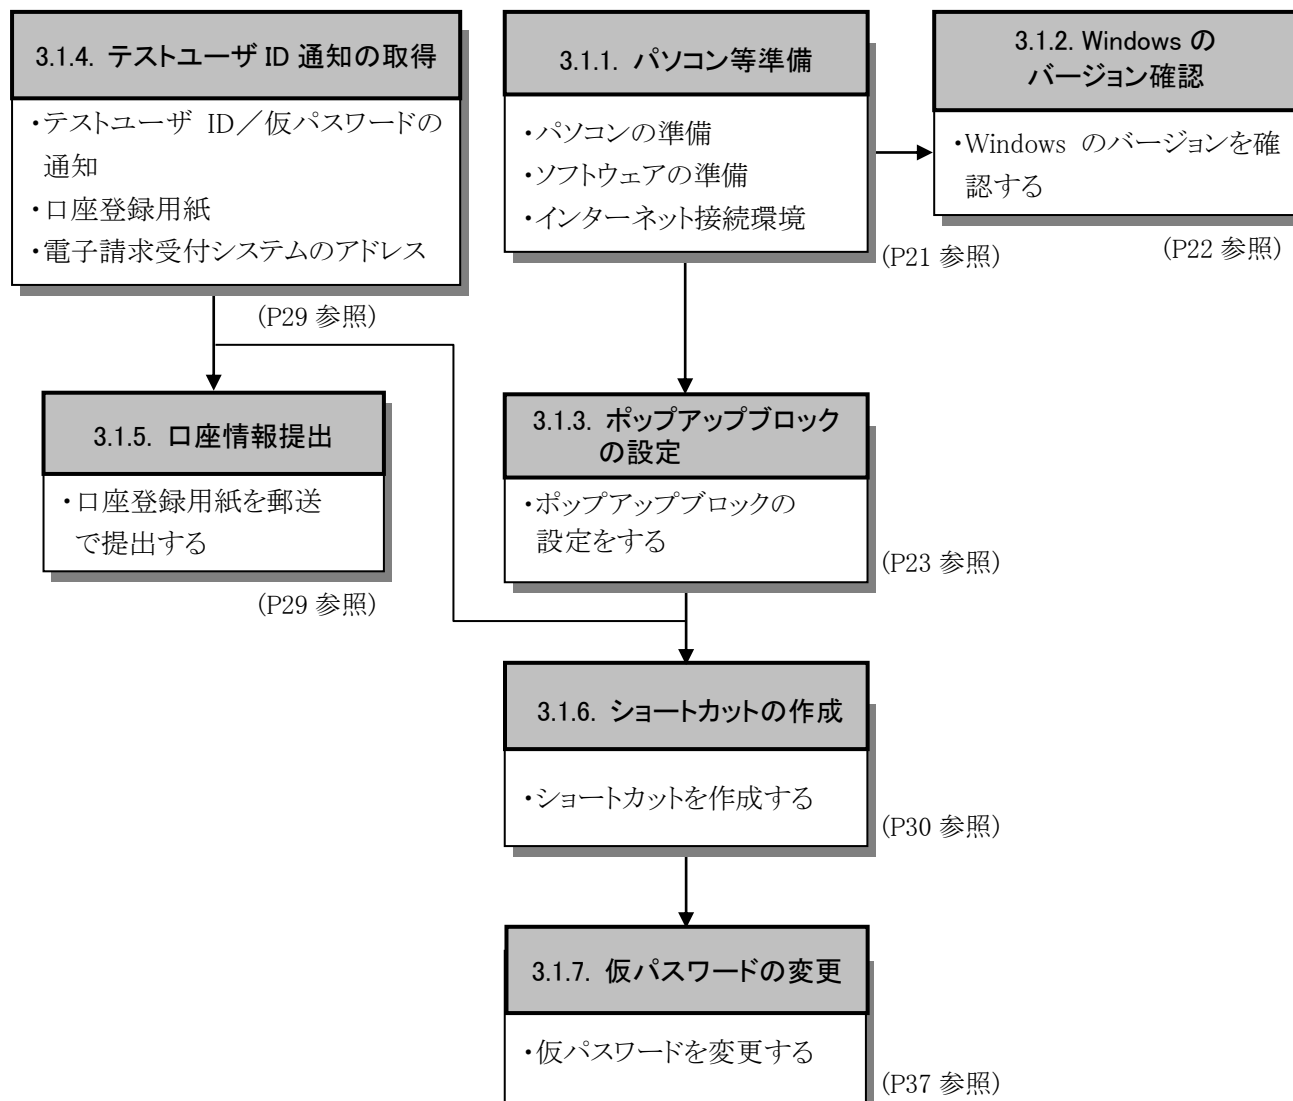 3.1.4. テストユーザ ID 通知の取得
・テストユーザ ID／仮パスワードの
通知
・口座登録用紙
・電子請求受付システムのアドレス
(P29 参照)
3.1.1. パソコン等準備
・パソコンの準備
・ソフトウェアの準備
・インターネット接続環境
(P21 参照)
3.1.2. Windows の
バージョン確認
・Windows のバージョンを確
認する
(P22 参照)
3.1.5. 口座情報提出
・口座登録用紙を郵送
で提出する
(P29 参照)
3.1.3. ポップアップブロック
の設定
・ポップアップブロックの
設定をする
(P23 参照)
3.1.6. ショートカットの作成
・ショートカットを作成する
(P30 参照)
3.1.7. 仮パスワードの変更
・仮パスワードを変更する
(P37 参照)